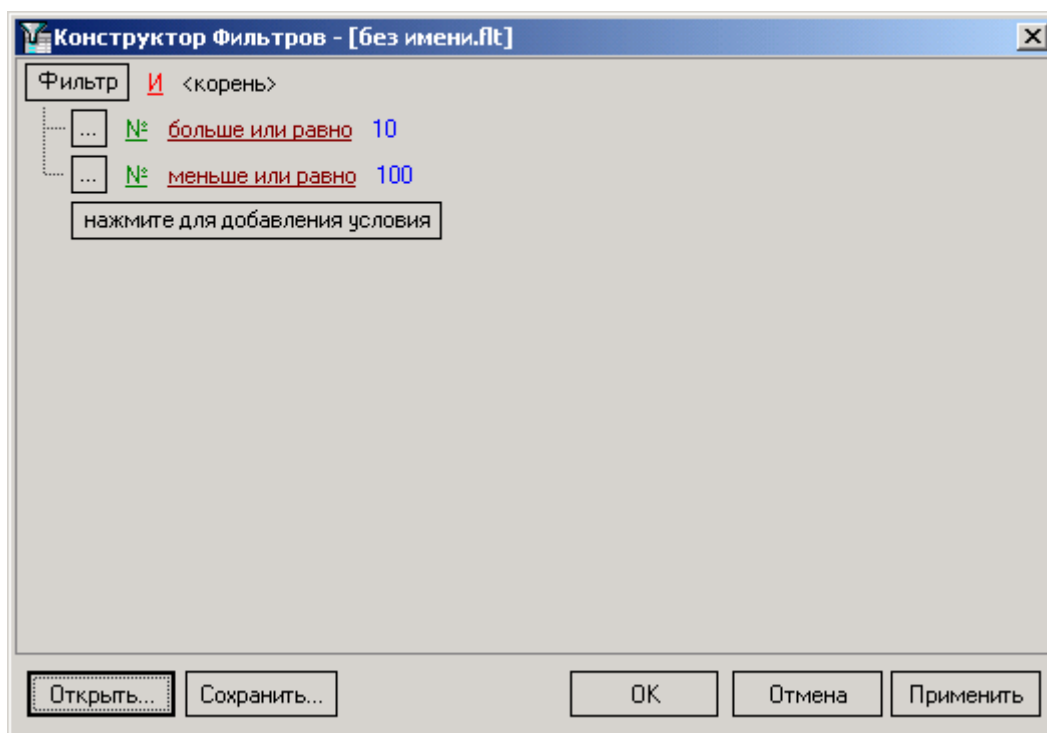 Конструктор Фильтров - [без имени.flt]
Фильтр И <корень>
... № больше или равно 10
... № меньше или равно 100
нажмите для добавления условия
Открыть... Сохранить... OK Отмена Применить